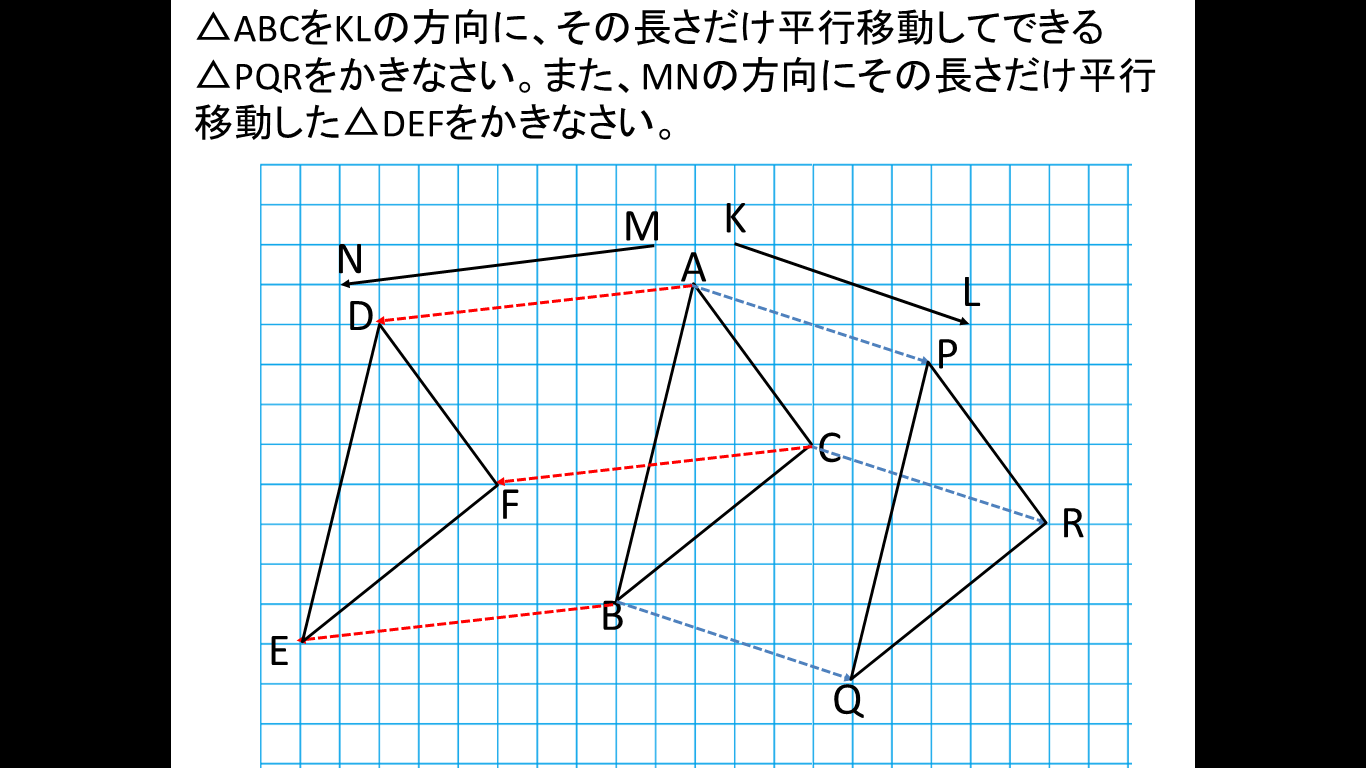 △ABCをKLの方向に、その長さだけ平行移動してできる
△PQRをかきなさい。また、MNの方向にその長さだけ平行
移動した△DEFをかきなさい。
M
K
N
A
L
D
P
C
F
R
B
E
Q